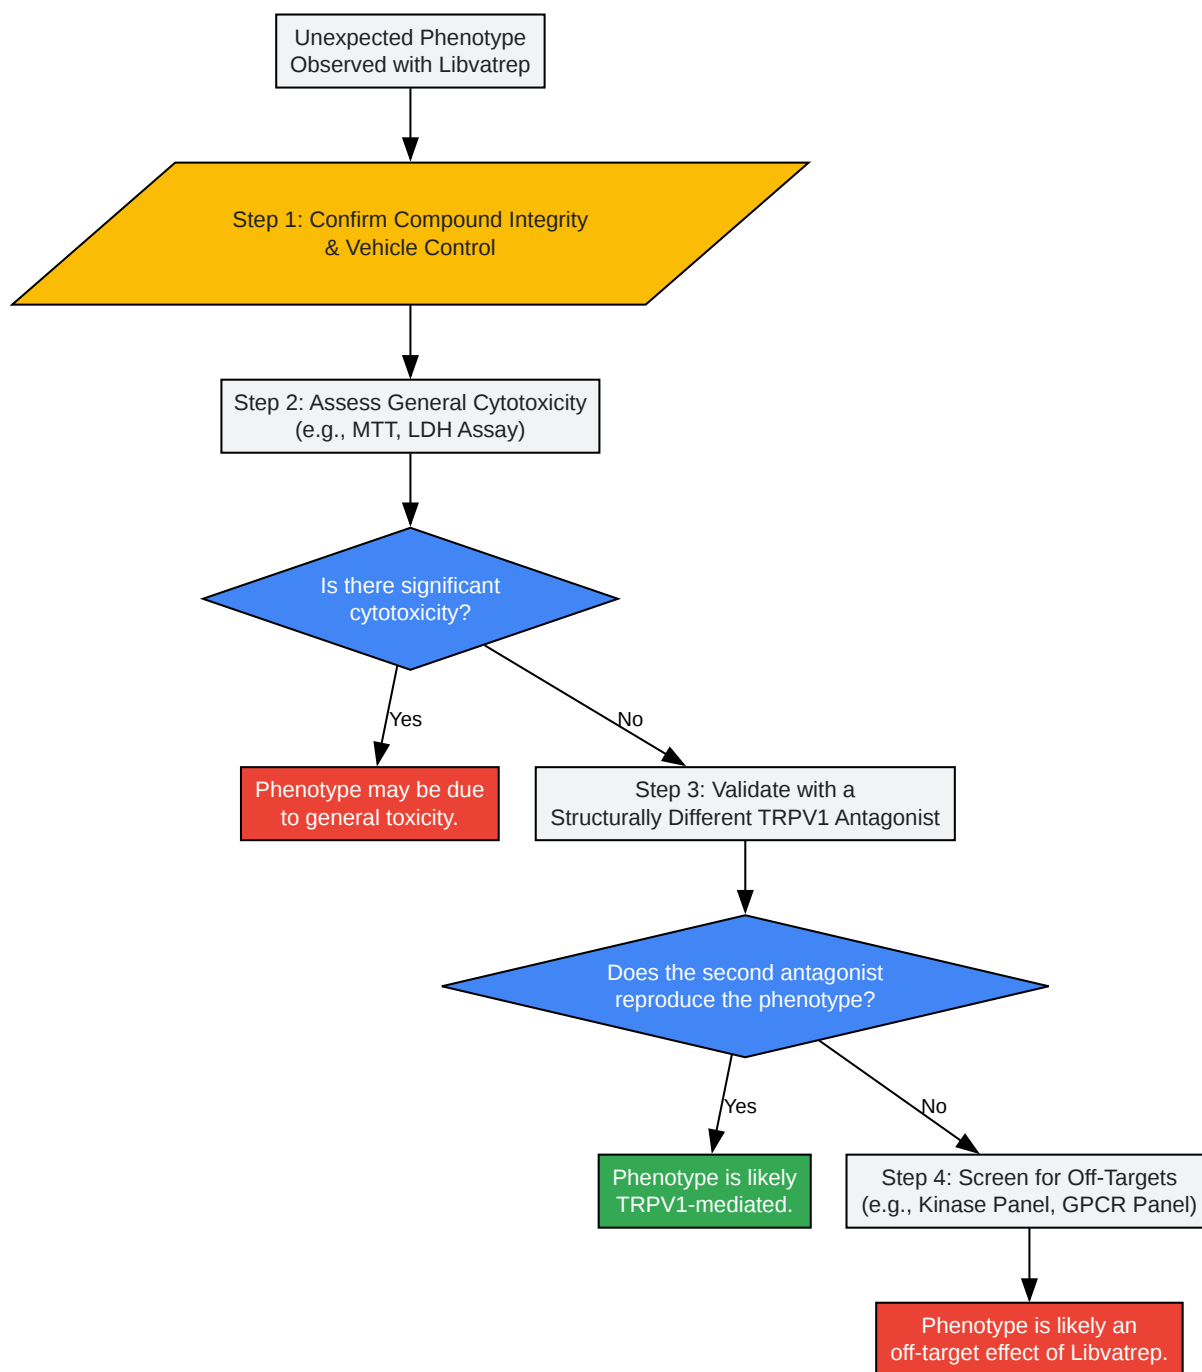 Unexpected Phenotype
Observed with Libvatrep
Step 1: Confirm Compound Integrity
& Vehicle Control
Step 2: Assess General Cytotoxicity
(e.g., MTT, LDH Assay)
Is there significant
cytotoxicity?
Yes
No
Phenotype may be due
to general toxicity.
Step 3: Validate with a
Structurally Different TRPV1 Antagonist
Does the second antagonist
reproduce the phenotype?
Yes
No
Phenotype is likely
TRPV1-mediated.
Step 4: Screen for Off-Targets
(e.g., Kinase Panel, GPCR Panel)
Phenotype is likely an
off-target effect of Libvatrep.